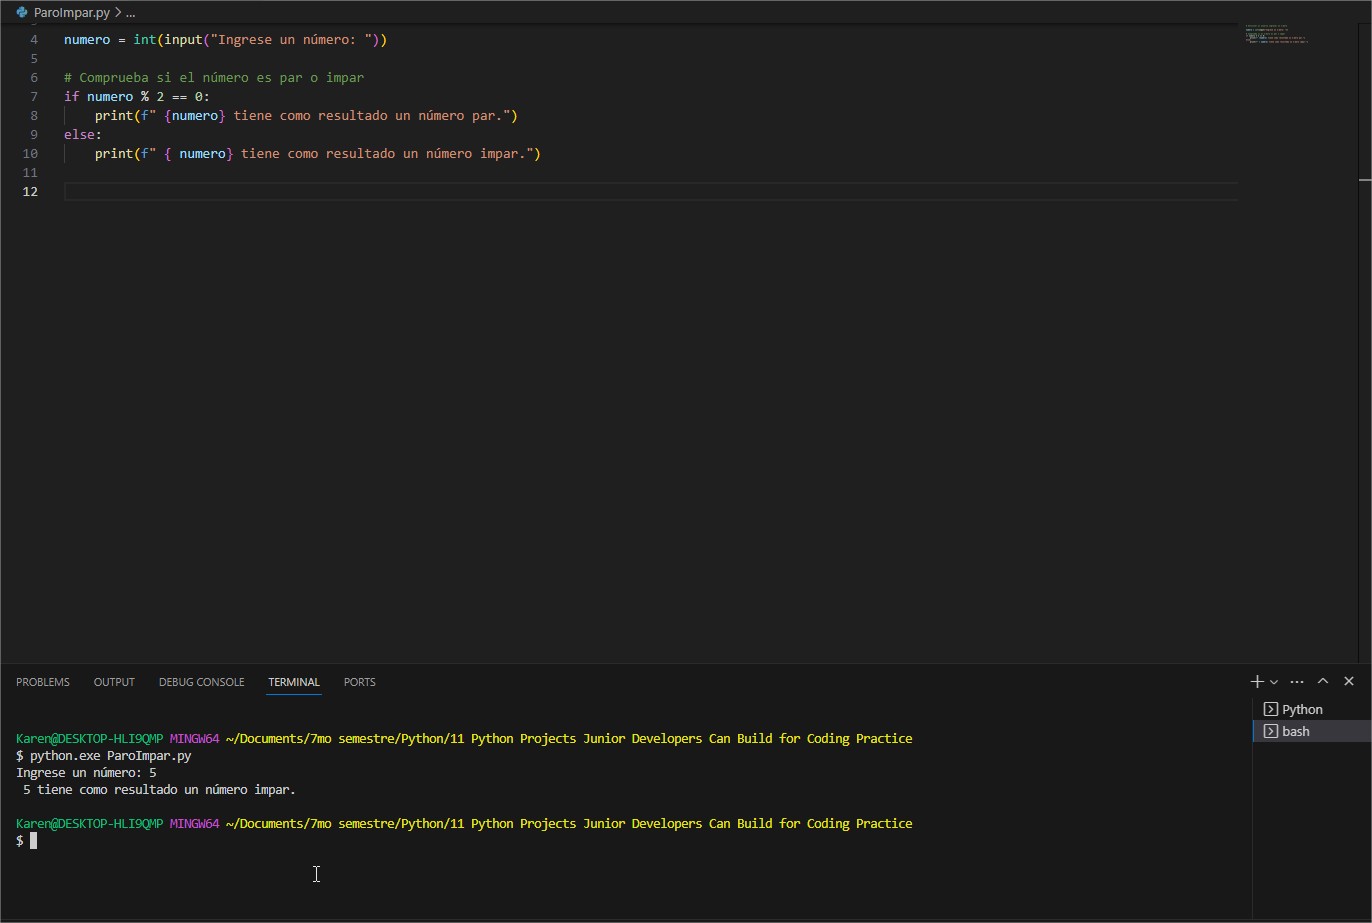 ParoImpar.py > ...
4 numero = int(input("Ingrese un número: "))
5
6 # Comprueba si el número es par o impar
7 if numero % 2 == 0:
8 print(f" {numero} tiene como resultado un número par.")
9 else:
10 print(f" { numero} tiene como resultado un número impar.")
11
12
PROBLEMS OUTPUT DEBUG CONSOLE TERMINAL PORTS
Python
bash
Karen@DESKTOP-HLI9QMP MINGW64 ~/Documents/7mo semestre/Python/11 Python Projects Junior Developers Can Build for Coding Practice
$ python.exe ParoImpar.py
Ingrese un número: 5
5 tiene como resultado un número impar.
Karen@DESKTOP-HLI9QMP MINGW64 ~/Documents/7mo semestre/Python/11 Python Projects Junior Developers Can Build for Coding Practice
$